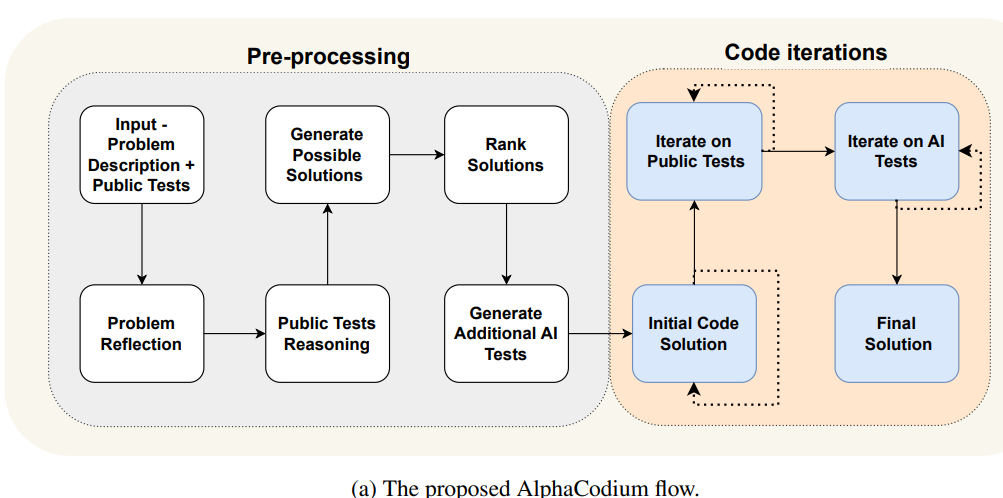 Pre-processing
Input -
Problem
Description +
Public Tests
Problem
Reflection
Public Tests
Reasoning
Generate
Possible
Solutions
Rank
Solutions
Generate
Additional AI
Tests
Code iterations
Initial Code
Solution
Iterate on
Public Tests
Iterate on AI
Tests
Final
Solution
(a) The proposed AlphaCodium flow.